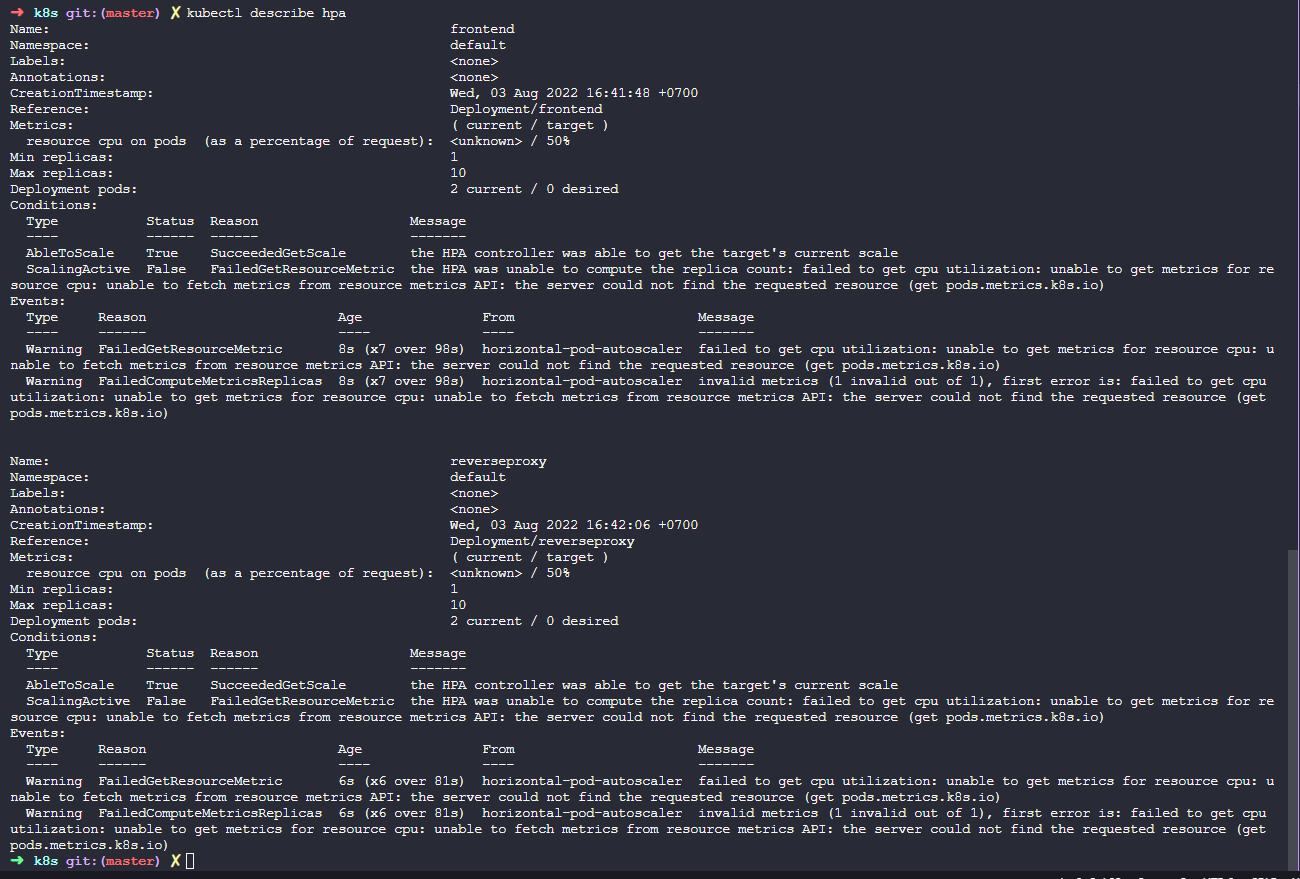 ➜ k8s git:(master) ✗ kubectl describe hpa
Name: frontend
Namespace: default
Labels: <none>
Annotations: <none>
CreationTimestamp: Wed, 03 Aug 2022 16:41:48 +0700
Reference: Deployment/frontend
Metrics: ( current / target )
  resource cpu on pods  (as a percentage of request): <unknown> / 50%
Min replicas: 1
Max replicas: 10
Deployment pods: 2 current / 0 desired
Conditions:
  Type Status Reason Message
  ---- ------ ------ -------
  AbleToScale True SucceededGetScale the HPA controller was able to get the target's current scale
  ScalingActive False FailedGetResourceMetric the HPA was unable to compute the replica count: failed to get cpu utilization: unable to get metrics for re
source cpu: unable to fetch metrics from resource metrics API: the server could not find the requested resource (get pods.metrics.k8s.io)
Events:
  Type Reason Age From Message
  ---- ------ ---- ---- -------
  Warning FailedGetResourceMetric 8s (x7 over 98s) horizontal-pod-autoscaler failed to get cpu utilization: unable to get metrics for resource cpu: u
nable to fetch metrics from resource metrics API: the server could not find the requested resource (get pods.metrics.k8s.io)
  Warning FailedComputeMetricsReplicas 8s (x7 over 98s) horizontal-pod-autoscaler invalid metrics (1 invalid out of 1), first error is: failed to get cpu
utilization: unable to get metrics for resource cpu: unable to fetch metrics from resource metrics API: the server could not find the requested resource (get
pods.metrics.k8s.io)
Name: reverseproxy
Namespace: default
Labels: <none>
Annotations: <none>
CreationTimestamp: Wed, 03 Aug 2022 16:42:06 +0700
Reference: Deployment/reverseproxy
Metrics: ( current / target )
  resource cpu on pods  (as a percentage of request): <unknown> / 50%
Min replicas: 1
Max replicas: 10
Deployment pods: 2 current / 0 desired
Conditions:
  Type Status Reason Message
  ---- ------ ------ -------
  AbleToScale True SucceededGetScale the HPA controller was able to get the target's current scale
  ScalingActive False FailedGetResourceMetric the HPA was unable to compute the replica count: failed to get cpu utilization: unable to get metrics for re
source cpu: unable to fetch metrics from resource metrics API: the server could not find the requested resource (get pods.metrics.k8s.io)
Events:
  Type Reason Age From Message
  ---- ------ ---- ---- -------
  Warning FailedGetResourceMetric 6s (x6 over 81s) horizontal-pod-autoscaler failed to get cpu utilization: unable to get metrics for resource cpu: u
nable to fetch metrics from resource metrics API: the server could not find the requested resource (get pods.metrics.k8s.io)
  Warning FailedComputeMetricsReplicas 6s (x6 over 81s) horizontal-pod-autoscaler invalid metrics (1 invalid out of 1), first error is: failed to get cpu
utilization: unable to get metrics for resource cpu: unable to fetch metrics from resource metrics API: the server could not find the requested resource (get
pods.metrics.k8s.io)
➜ k8s git:(master) ✗